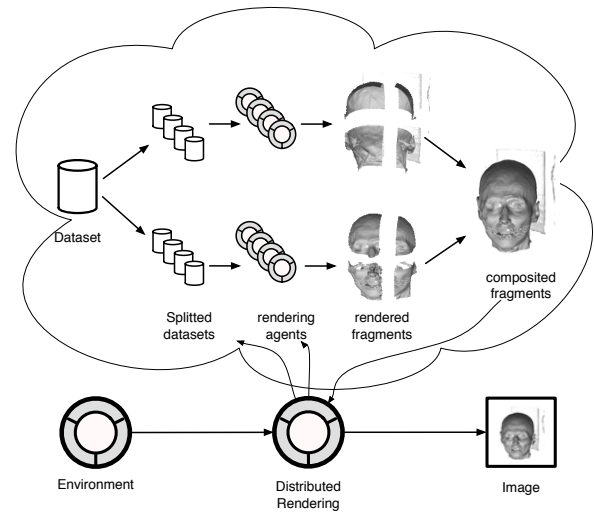 Dataset
Splitted
datasets
rendering
agents
rendered
fragments
composited
fragments
Environment
Distributed
Rendering
Image